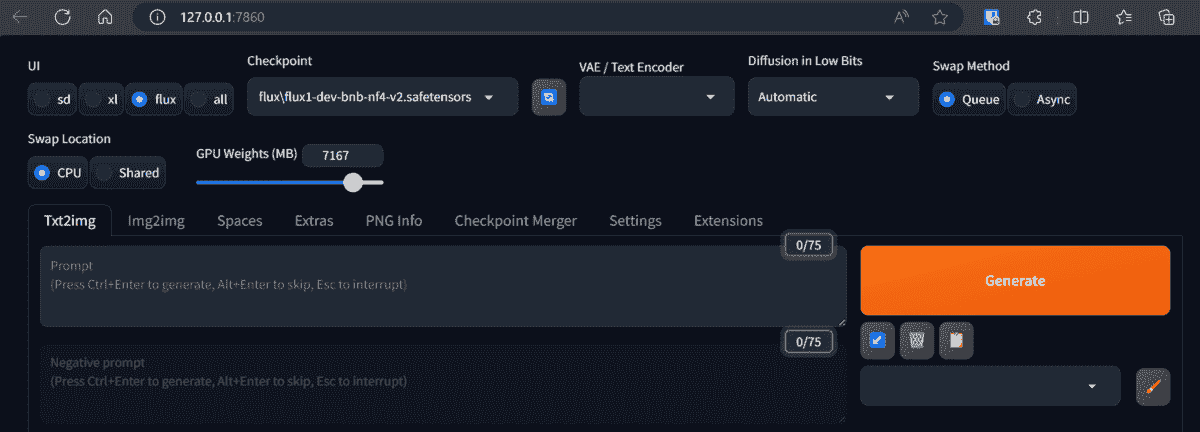 127.0.0.1:7860
UI
sd
xl
flux
all
Checkpoint
flux\flux1-dev-bnb-nf4-v2.safetensors
VAE / Text Encoder
Diffusion in Low Bits
Automatic
Swap Method
Queue
Async
Swap Location
CPU
Shared
GPU Weights (MB)
7167
Txt2img
Img2img
Spaces
Extras
PNG Info
Checkpoint Merger
Settings
Extensions
0/75
Prompt
(Press Ctrl+Enter to generate, Alt+Enter to skip, Esc to interrupt)
Generate
0/75
Negative prompt
(Press Ctrl+Enter to generate, Alt+Enter to skip, Esc to interrupt)